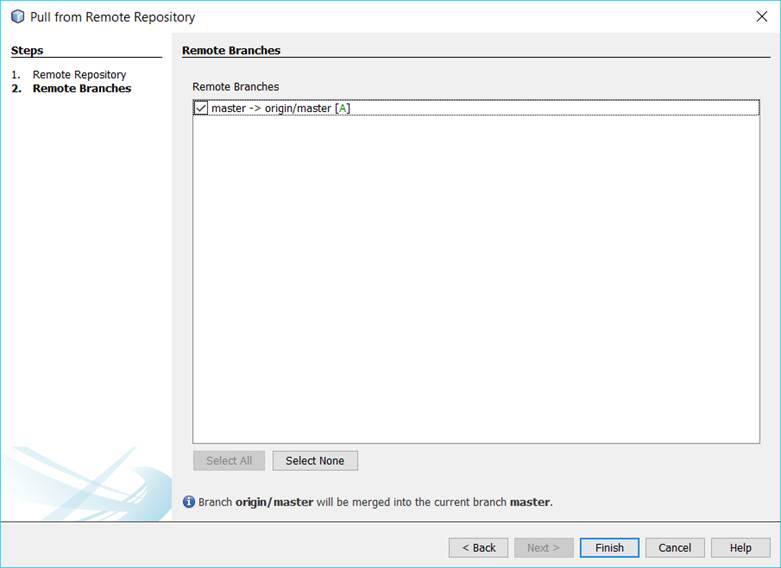 Pull from Remote Repository
Steps
1. Remote Repository
2. Remote Branches
Remote Branches
Remote Branches
master -> origin/master [A]
Select All
Select None
Branch origin/master will be merged into the current branch master.
< Back
Next >
Finish
Cancel
Help